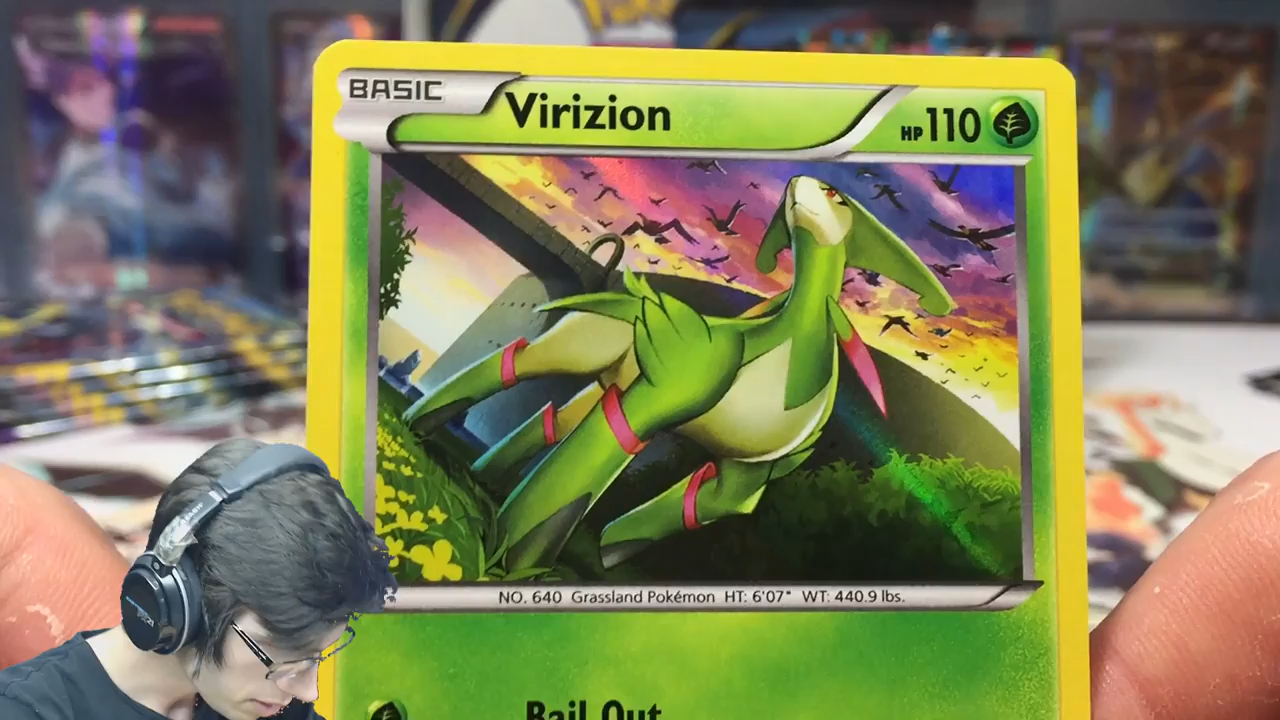 BASIC
Virizion
HP 110
NO. 640 Grassland Pokémon HT: 6'07" WT: 440.9 lbs.
Bail Out